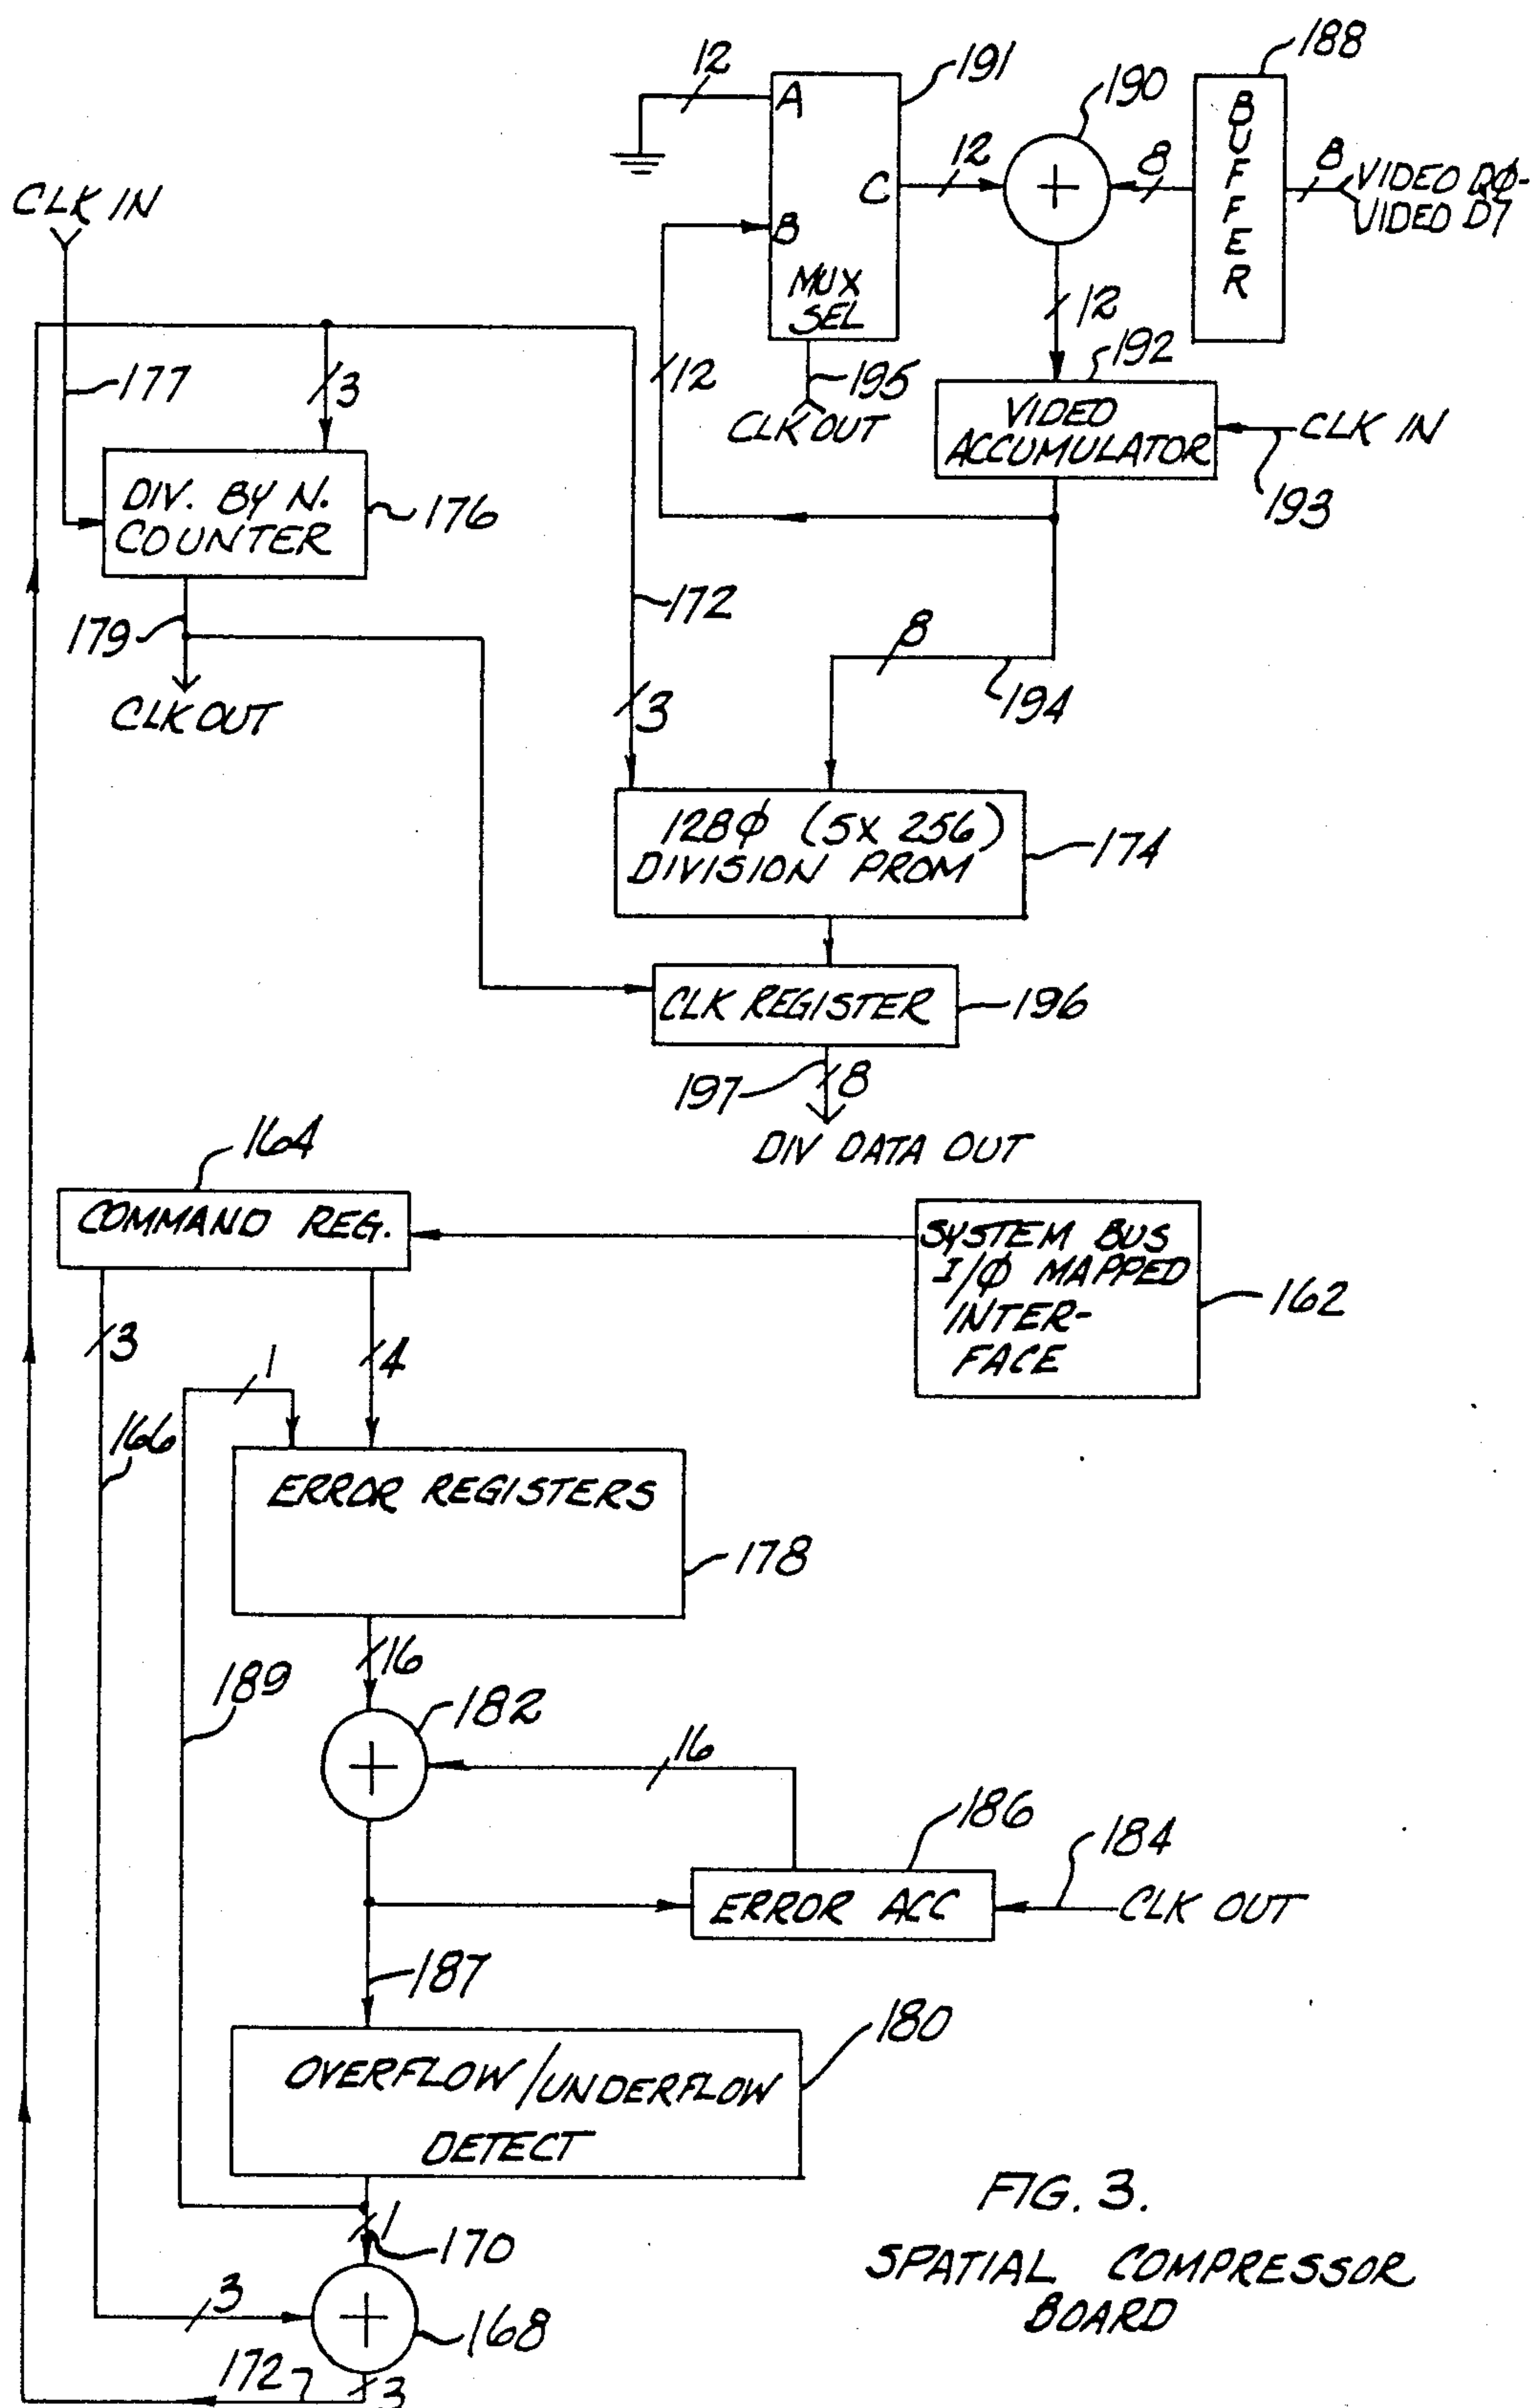 188
12
191
190
A
BUFFER
12
8
8
VIDEO DØ-
VIDEO D7
C
CLK IN
B
MUX
SEL
12
192
177
3
12
195
CLK OUT
VIDEO
ACCUMULATOR
CLK IN
193
DIV. BY N.
COUNTER
176
172
8
179
194
CLK OUT
3
128Ø (5X 256)
DIVISION PROM
174
CLK REGISTER
196
197
8
DIV DATA OUT
164
COMMAND REG.
SYSTEM BUS
I/Ø MAPPED
INTER-
FACE
162
3
4
1
166
ERROR REGISTERS
178
16
189
182
16
186
184
ERROR ACC
CLK OUT
187
180
OVERFLOW/UNDERFLOW
DETECT
1
170
3
168
172
3
FIG. 3.
SPATIAL COMPRESSOR
BOARD